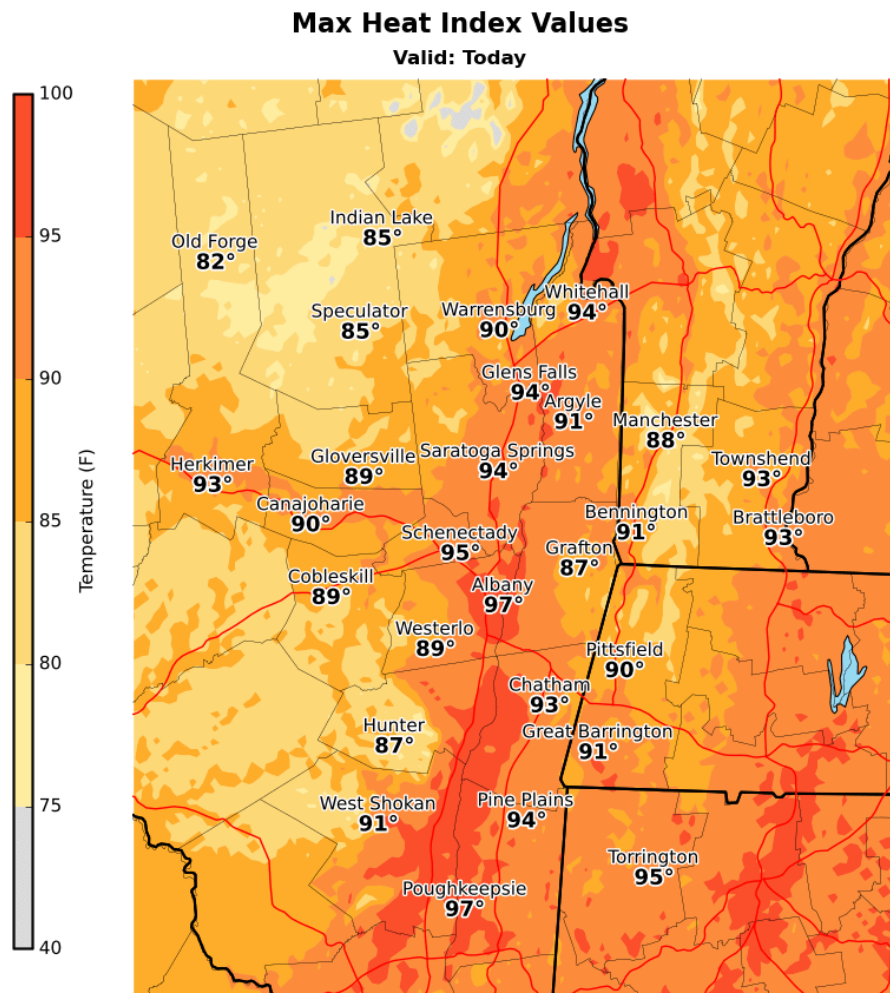 Max Heat Index Values
Valid: Today
100
95
90
85
80
75
40
Temperature (F)
Indian Lake
85°
Old Forge
82°
Whitehall
94°
Speculator
85°
Warrensburg
90°
Glens Falls
94°
Argyle
91°
Manchester
88°
Herkimer
93°
Gloversville
89°
Saratoga Springs
94°
Townshend
93°
Canajoharie
90°
Bennington
91°
Brattleboro
93°
Schenectady
95°
Grafton
87°
Cobleskill
89°
Albany
97°
Westerlo
89°
Pittsfield
90°
Chatham
93°
Hunter
87°
Great Barrington
91°
West Shokan
91°
Pine Plains
94°
Torrington
95°
Poughkeepsie
97°